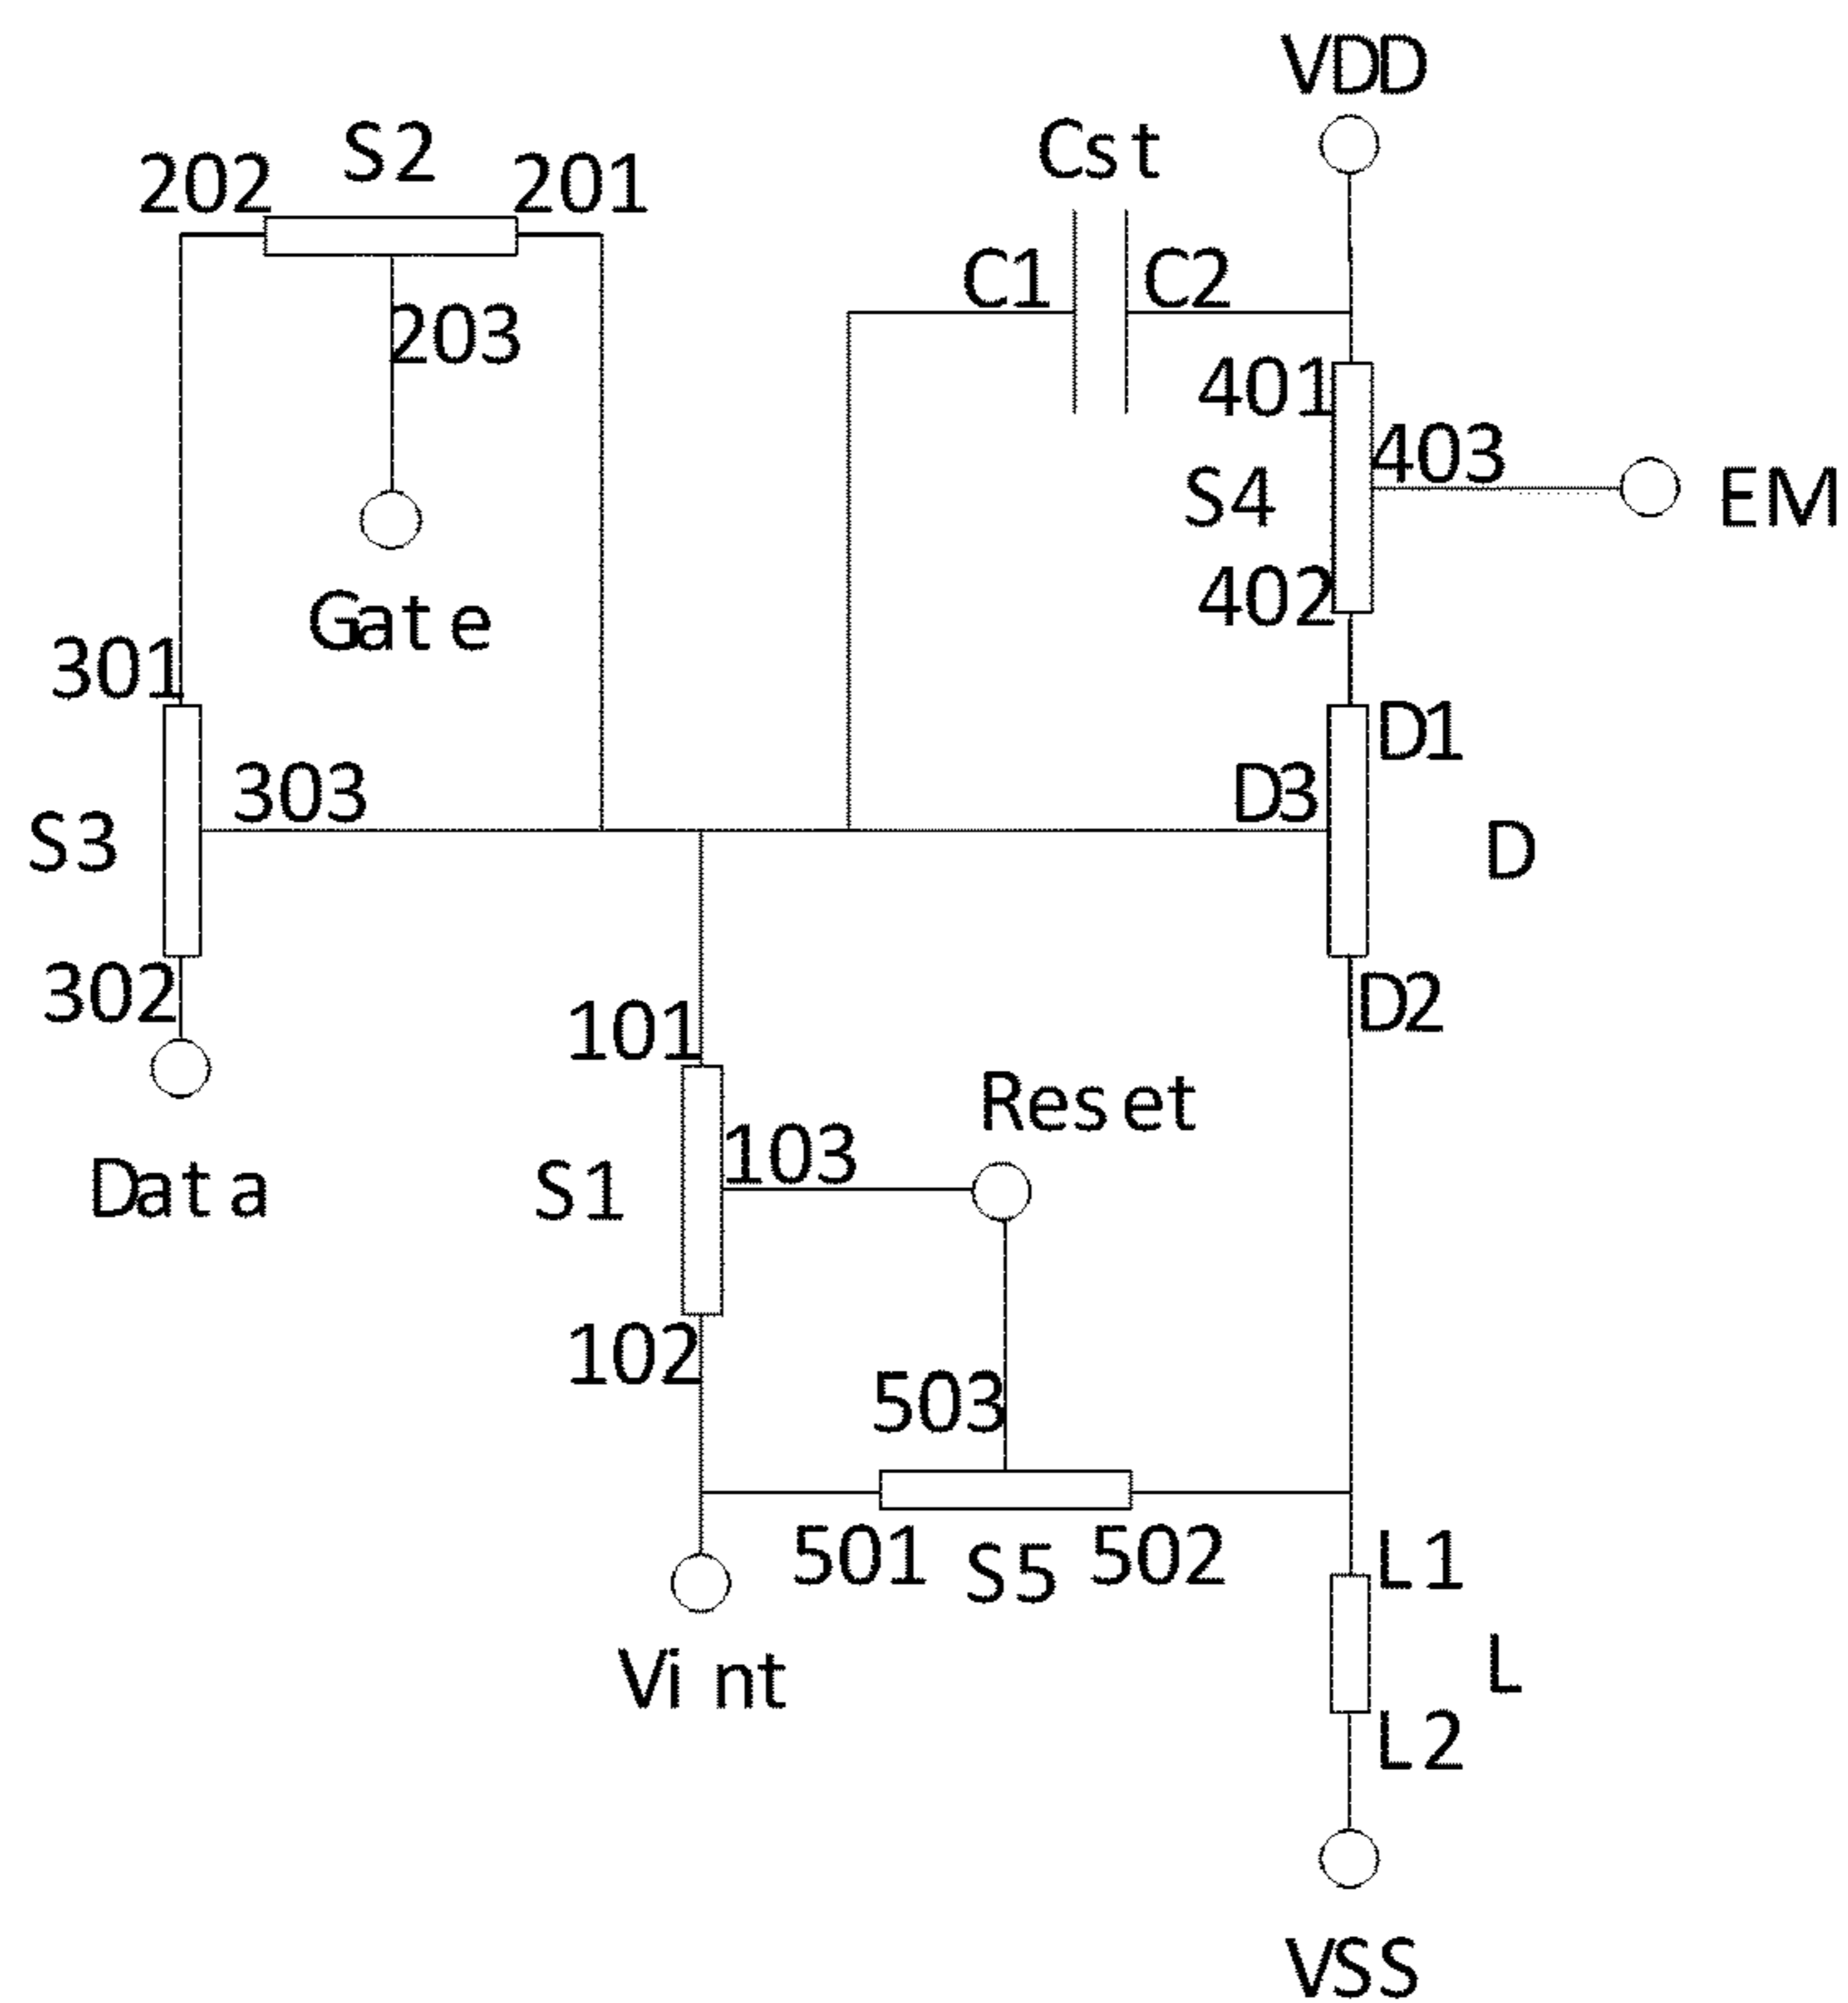 VDD
Cst
S2
202
201
C1
C2
203
401
403
S4
EM
402
Gate
301
D1
D3
303
S3
D
302
D2
101
Reset
103
S1
Data
102
503
501
S5
502
L1
Vint
L
L2
VSS